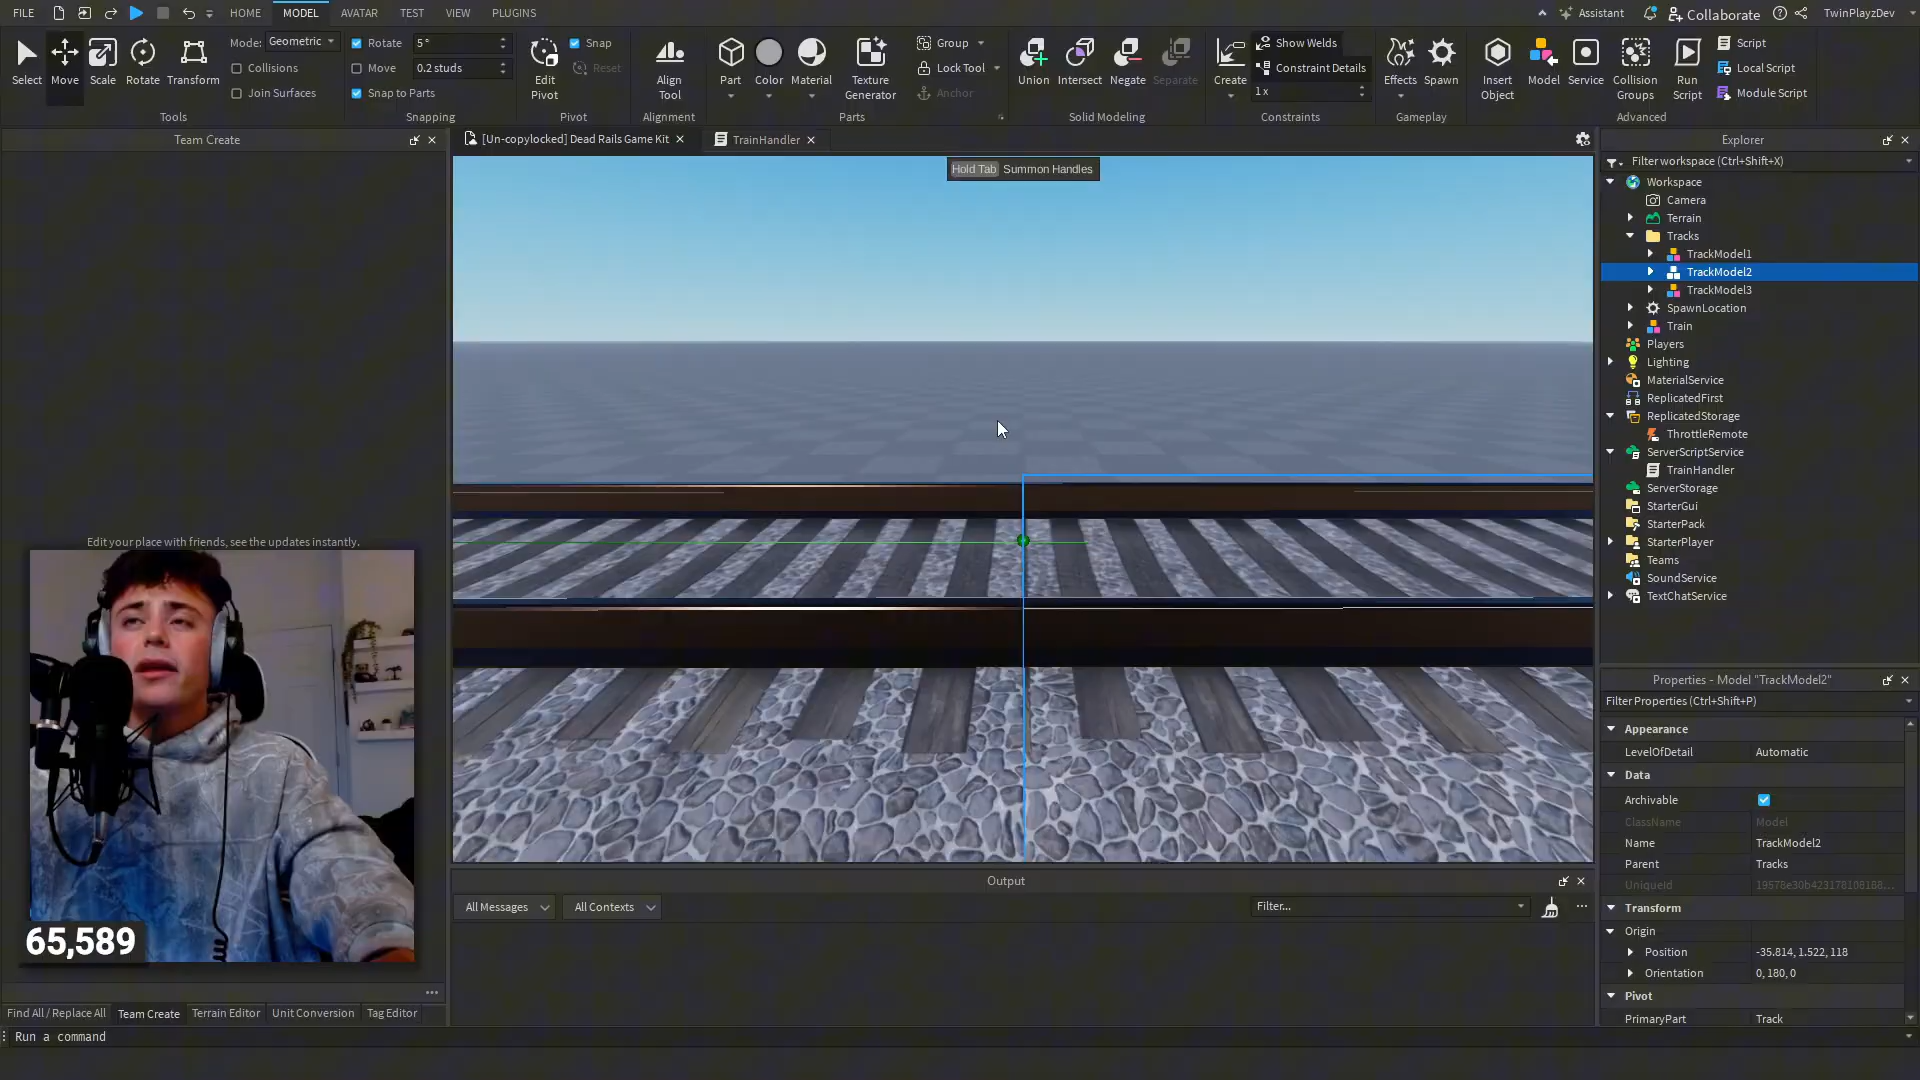 FILE HOME MODEL AVATAR TEST VIEW PLUGINS Assistant Collaborate TwinPlayzDev
Select Move Scale Rotate Transform
Mode: Geometric
Collisions
Join Surfaces
Tools
Rotate 5°
Move 0.2 studs
Snap to Parts
Snapping
Edit Pivot
Snap
Reset
Pivot
Align Tool
Alignment
Part Color Material Texture Generator
Group
Lock Tool
Anchor
Parts
Union Intersect Negate Separate
Solid Modeling
Create
Show Welds
Constraint Details
1 x
Constraints
Effects Spawn
Gameplay
Insert Object
Model Service
Collision Groups
Run Script
Script
Local Script
Module Script
Advanced
Team Create
Edit your place with friends, see the updates instantly.
65,589
Find All / Replace All Team Create Terrain Editor Unit Conversion Tag Editor
[Un-copylocked] Dead Rails Game Kit TrainHandler
Hold Tab Summon Handles
Output
All Messages All Contexts Filter...
Run a command
Explorer
Filter workspace (Ctrl+Shift+X)
Workspace
Camera
Terrain
Tracks
TrackModel1
TrackModel2
TrackModel3
SpawnLocation
Train
Players
Lighting
MaterialService
ReplicatedFirst
ReplicatedStorage
ThrottleRemote
ServerScriptService
TrainHandler
ServerStorage
StarterGui
StarterPack
StarterPlayer
Teams
SoundService
TextChatService
Properties - Model "TrackModel2"
Filter Properties (Ctrl+Shift+P)
Appearance
LevelOfDetail Automatic
Data
Archivable
ClassName Model
Name TrackModel2
Parent Tracks
UniqueId 19578e30b423178108188...
Transform
Origin
Position -35.814, 1.522, 118
Orientation 0, 180, 0
Pivot
PrimaryPart Track